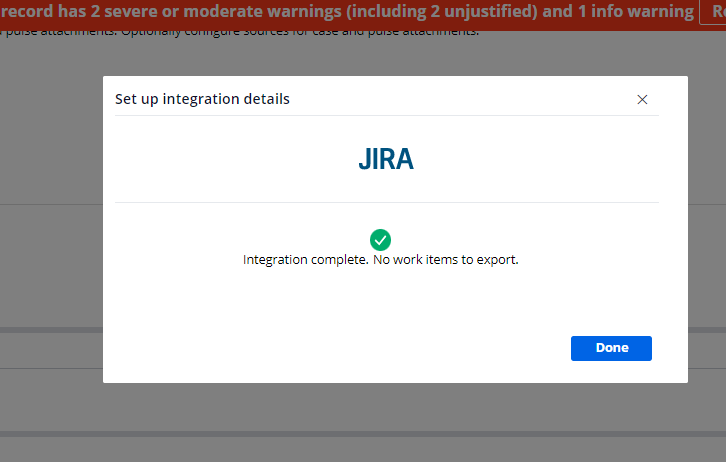 record has 2 severe or moderate warnings (including 2 unjustified) and 1 info warning
pulse attachments. Optionally configure sources for case and pulse attachments.
Set up integration details
JIRA
Integration complete. No work items to export.
Done